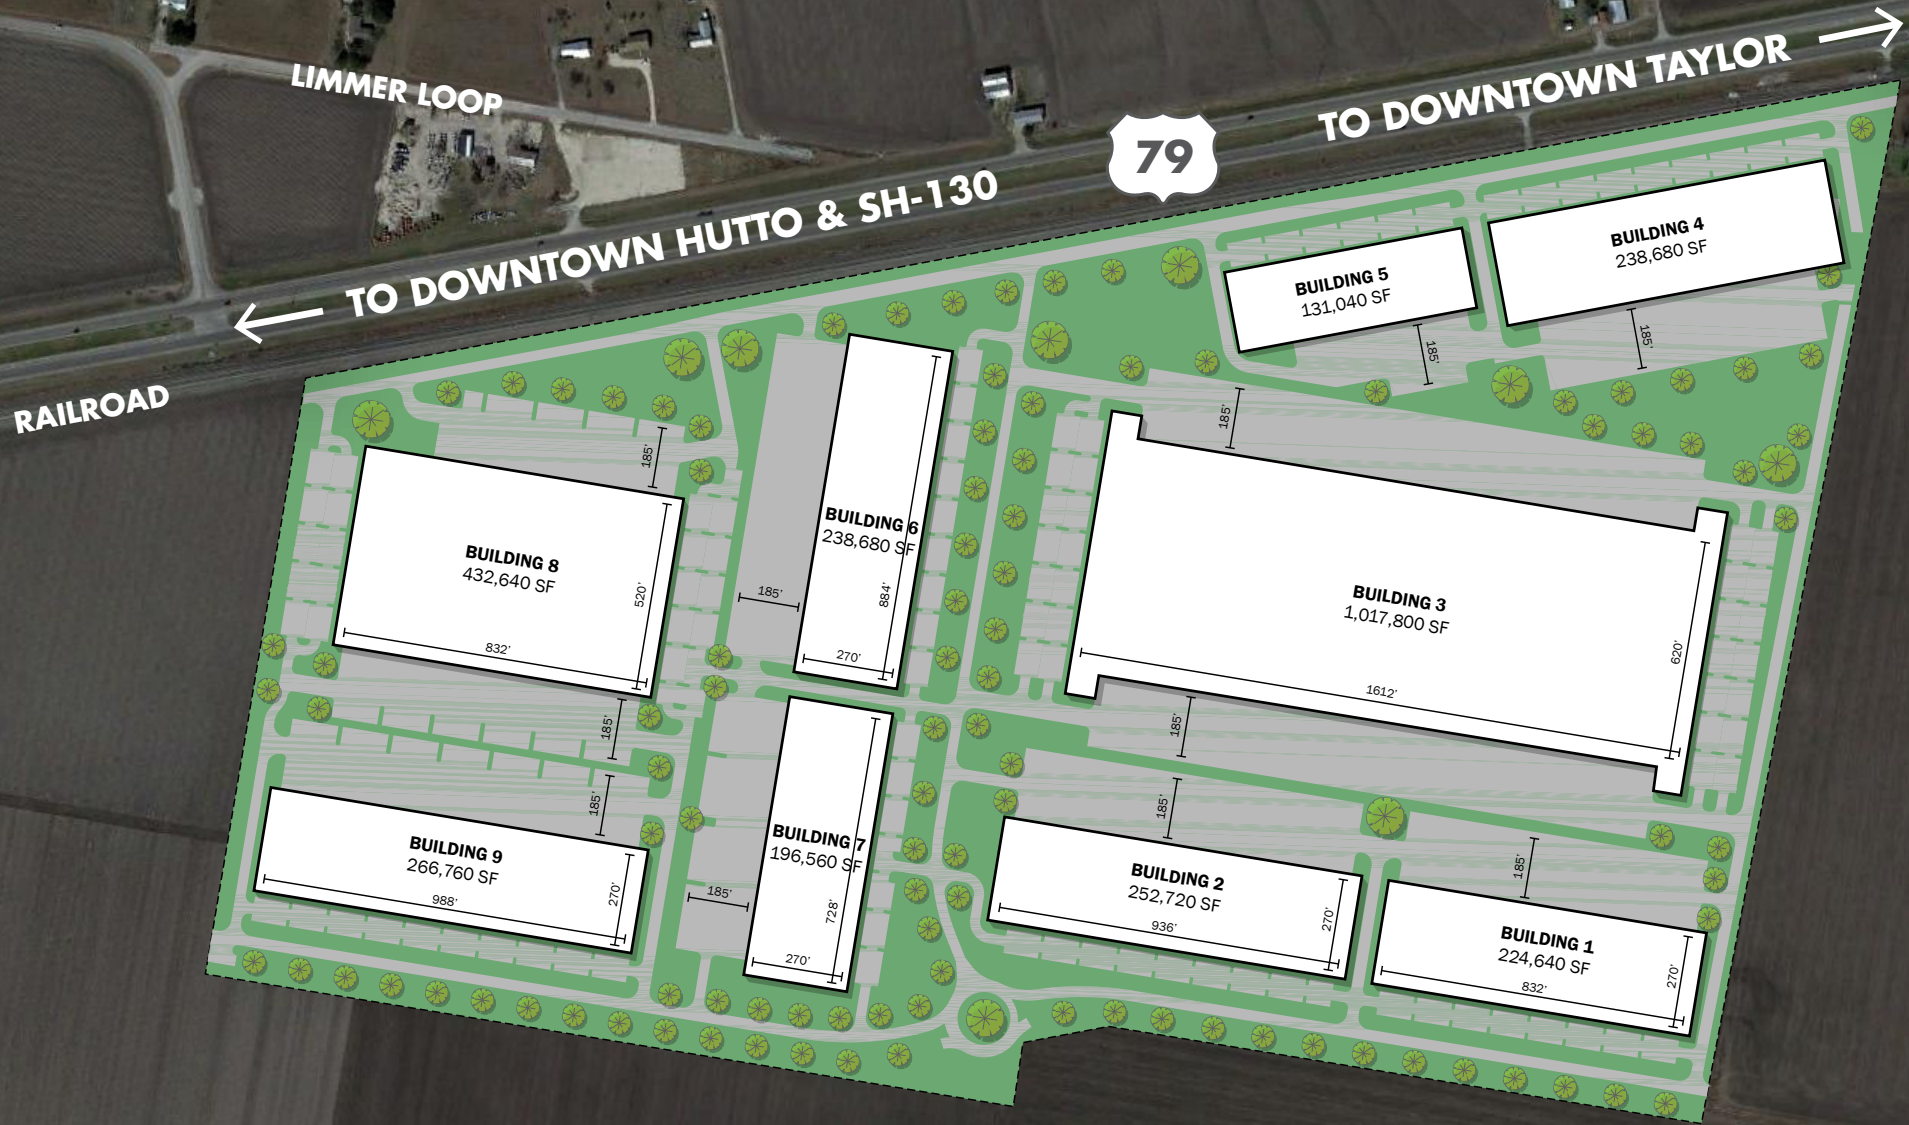 LIMMER LOOP
TO DOWNTOWN TAYLOR
79
TO DOWNTOWN HUTTO & SH-130
RAILROAD
BUILDING 4
238,680 SF
185'
BUILDING 5
131,040 SF
185'
BUILDING 6
238,680 SF
884'
270'
185'
BUILDING 8
432,640 SF
520'
832'
185'
185'
BUILDING 3
1,017,800 SF
620'
1612'
185'
185'
BUILDING 9
266,760 SF
270'
988'
185'
BUILDING 7
196,560 SF
728'
270'
185'
BUILDING 2
252,720 SF
270'
936'
185'
BUILDING 1
224,640 SF
270'
832'
185'